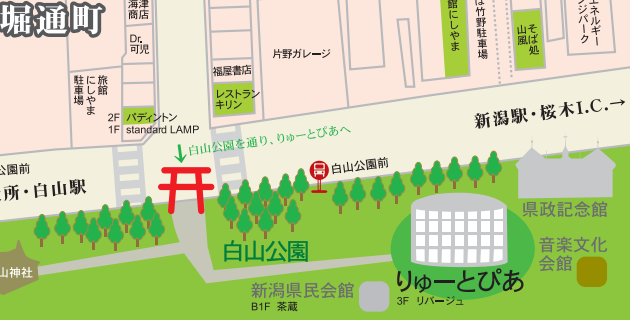 堀通町
海津
商店
Dr.
可児
旅館
にしやま
駐車場
2F パディントン
1F standard LAMP
福屋書店
レストラン
キリン
片野ガレージ
館にしやま
は竹野駐車場
そば処
山風
エネルギー
ンジパーク
新潟駅・桜木I.C.→
白山公園を通り、りゅーとぴあへ
白山公園前
公園前
所・白山駅
県政記念館
白山公園
音楽文化
会館
りゅーとぴあ
3F リバージュ
新潟県民会館
B1F 茶蔵
山神社